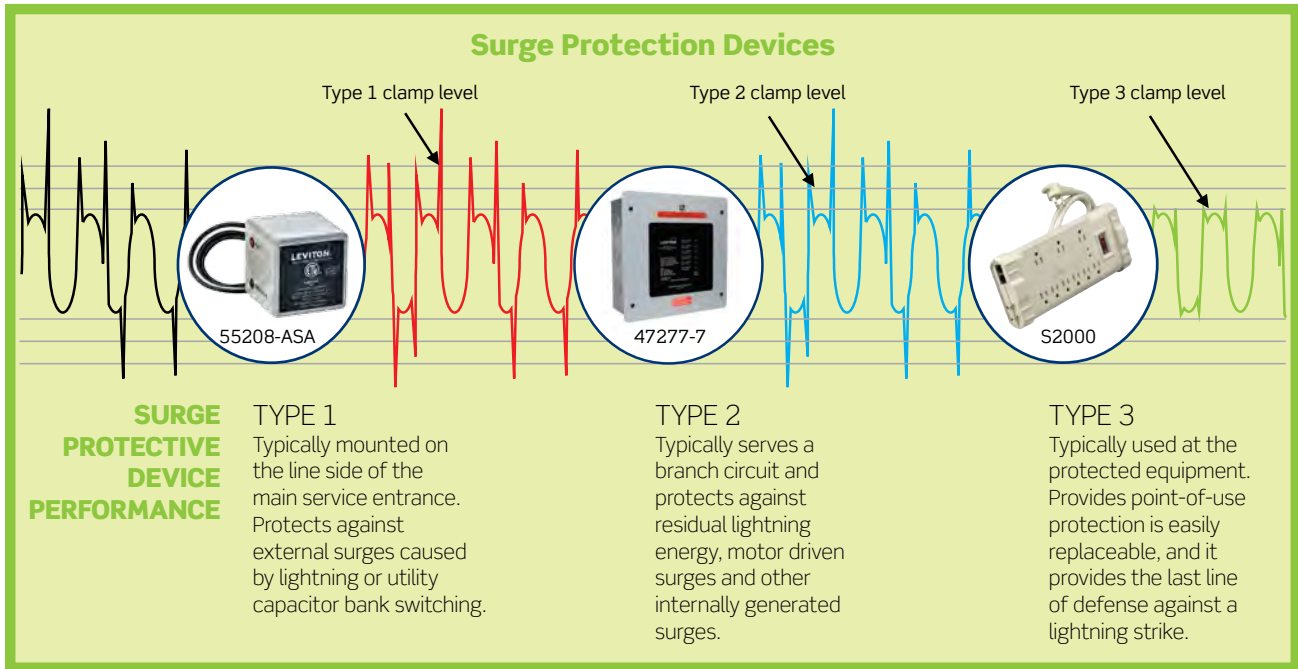 Surge Protection Devices
Type 1 clamp level
Type 2 clamp level
Type 3 clamp level
LEVITON
55208-ASA
LEVITON
47277-7
S2000
SURGE
PROTECTIVE
DEVICE
PERFORMANCE
TYPE 1
Typically mounted on
the line side of the
main service entrance.
Protects against
external surges caused
by lightning or utility
capacitor bank switching.
TYPE 2
Typically serves a
branch circuit and
protects against
residual lightning
energy, motor driven
surges and other
internally generated
surges.
TYPE 3
Typically used at the
protected equipment.
Provides point-of-use
protection is easily
replaceable, and it
provides the last line
of defense against a
lightning strike.